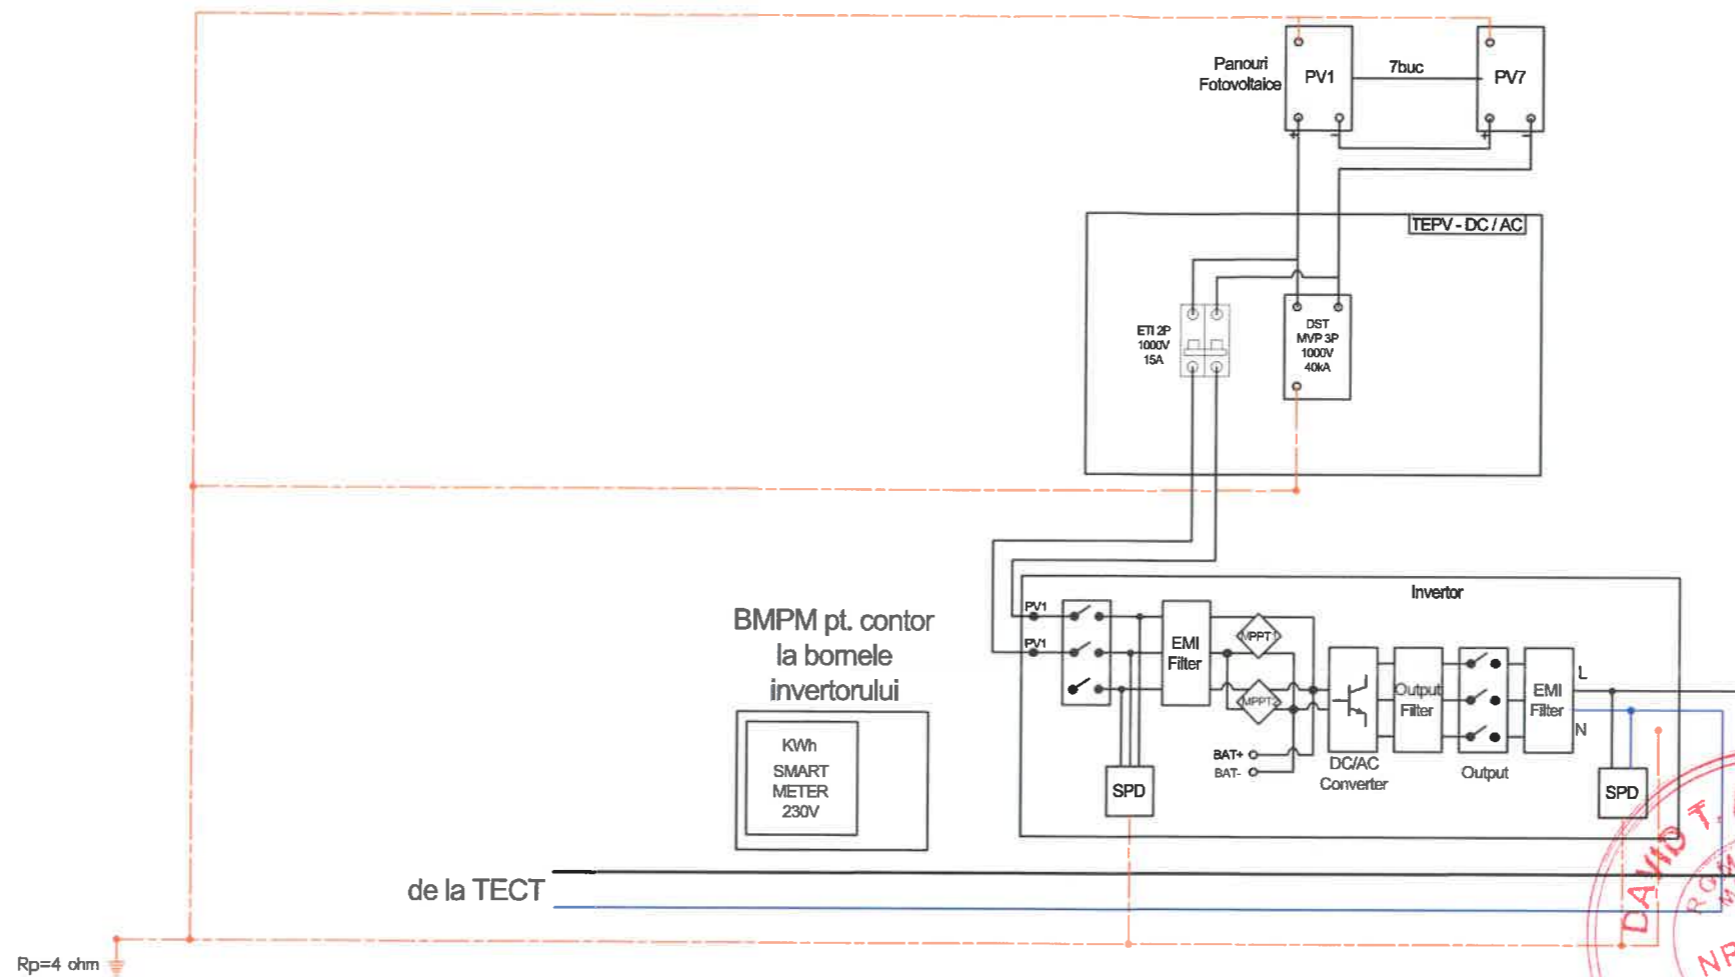 Panouri
Fotovoltaice
PV1
7buc
PV7
+
-
+
-
TEPV - DC / AC
ETI 2P
1000V
15A
DST
MVP 3P
1000V
40kA
Invertor
BMPM pt. contor
la bornele
invertorului
KWh
SMART
METER
230V
PV1
PV1
EMI
Filter
MPPT1
MPPT2
BAT+
BAT-
SPD
DC/AC
Converter
Output
Filter
Output
EMI
Filter
L
N
SPD
de la TECT
Rp=4 ohm
DAVID T.